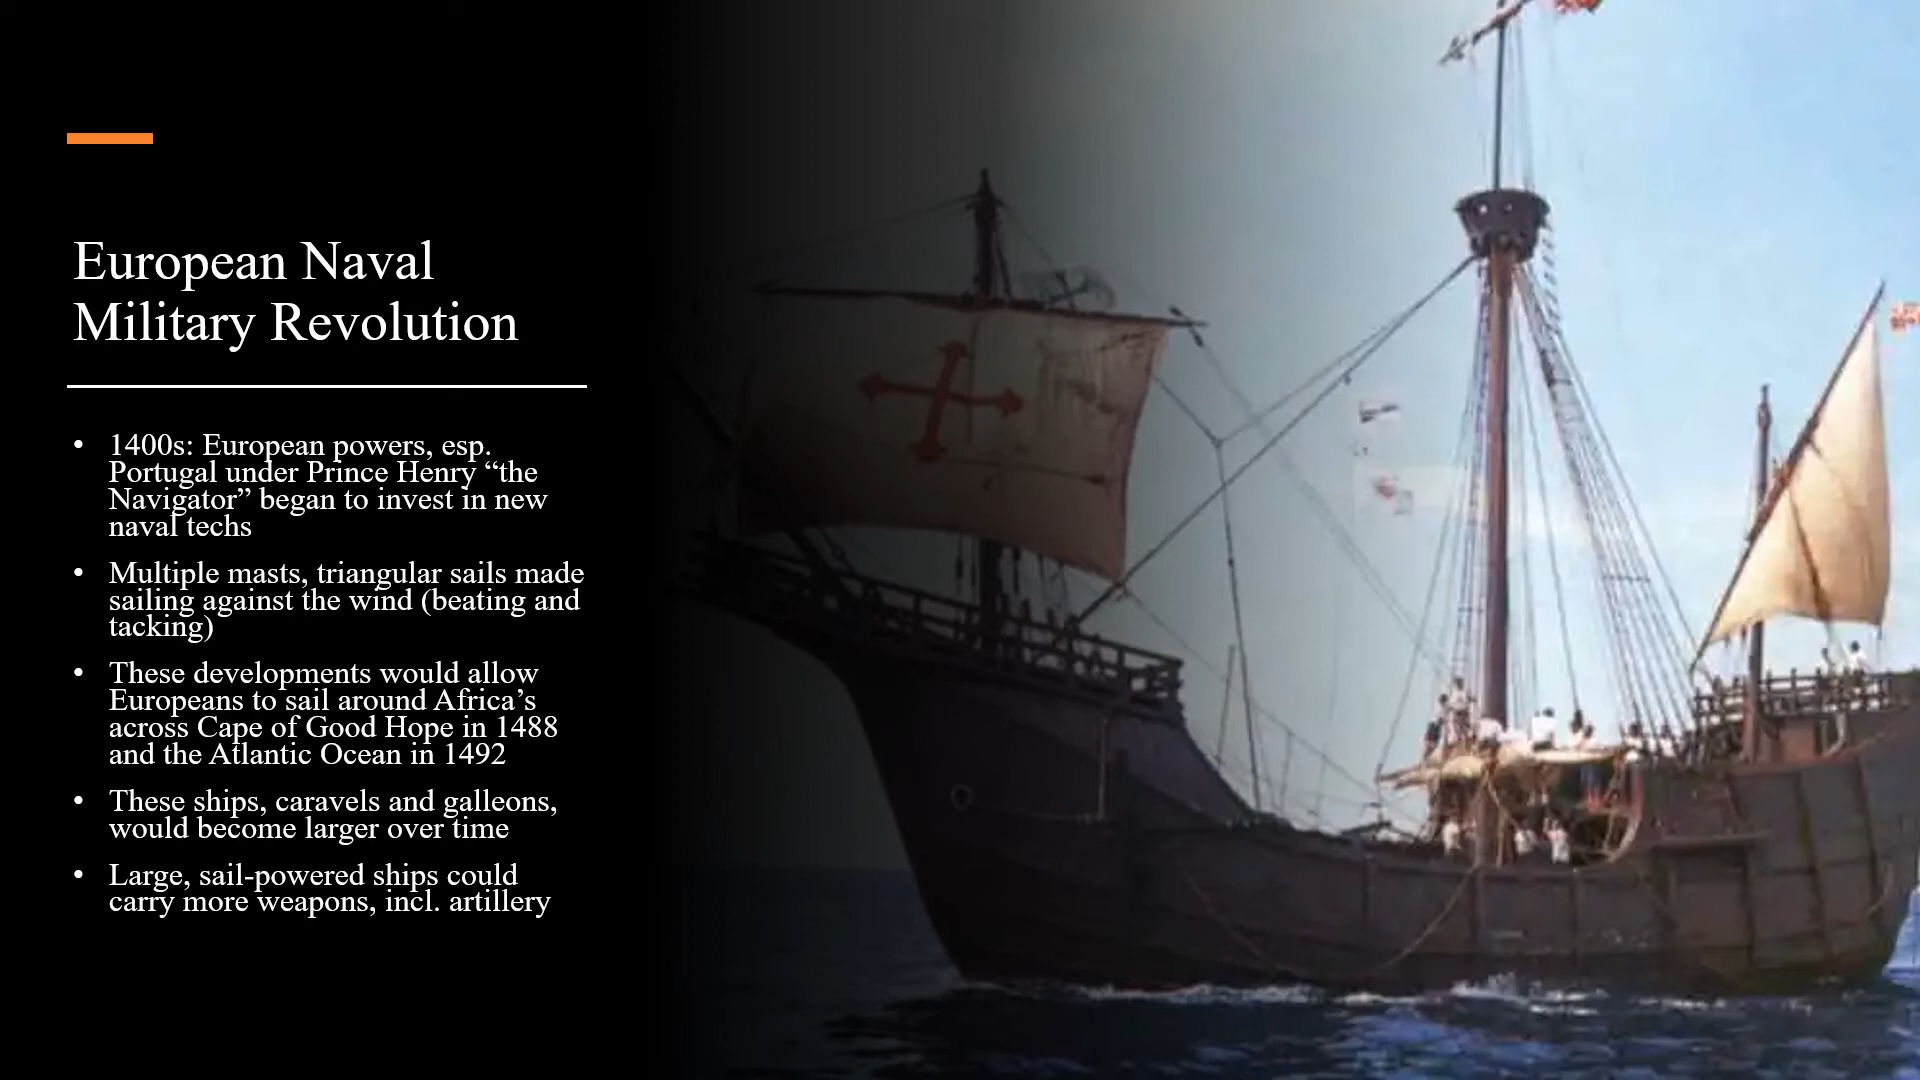 European Naval
Military Revolution
• 1400s: European powers, esp.
Portugal under Prince Henry “the
Navigator” began to invest in new
naval techs
• Multiple masts, triangular sails made
sailing against the wind (beating and
tacking)
• These developments would allow
Europeans to sail around Africa’s
across Cape of Good Hope in 1488
and the Atlantic Ocean in 1492
• These ships, caravels and galleons,
would become larger over time
• Large, sail-powered ships could
carry more weapons, incl. artillery